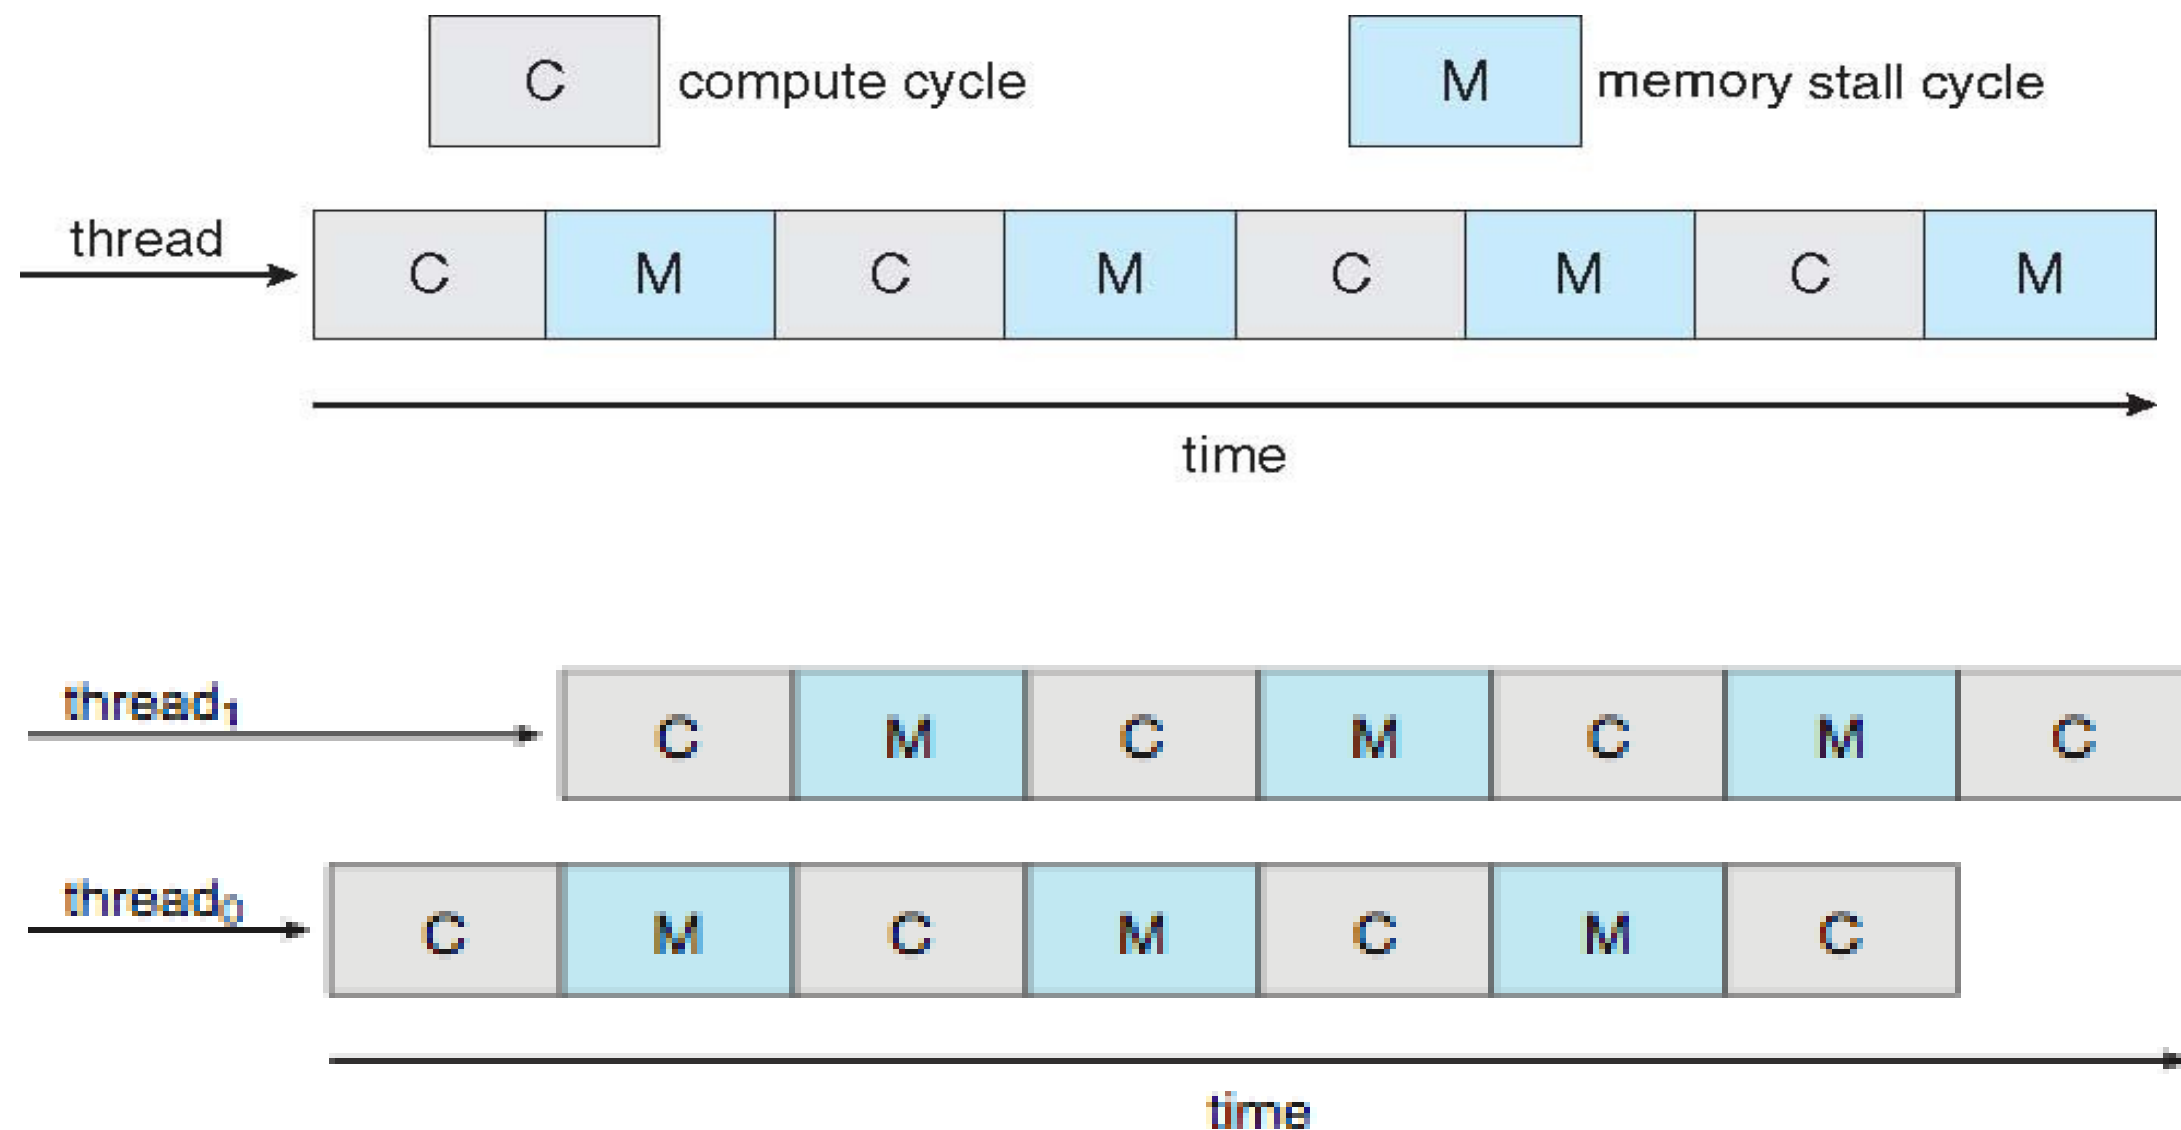 C compute cycle M memory stall cycle
thread C M C M C M C M
time
thread1 C M C M C M C
thread0 C M C M C M C
time